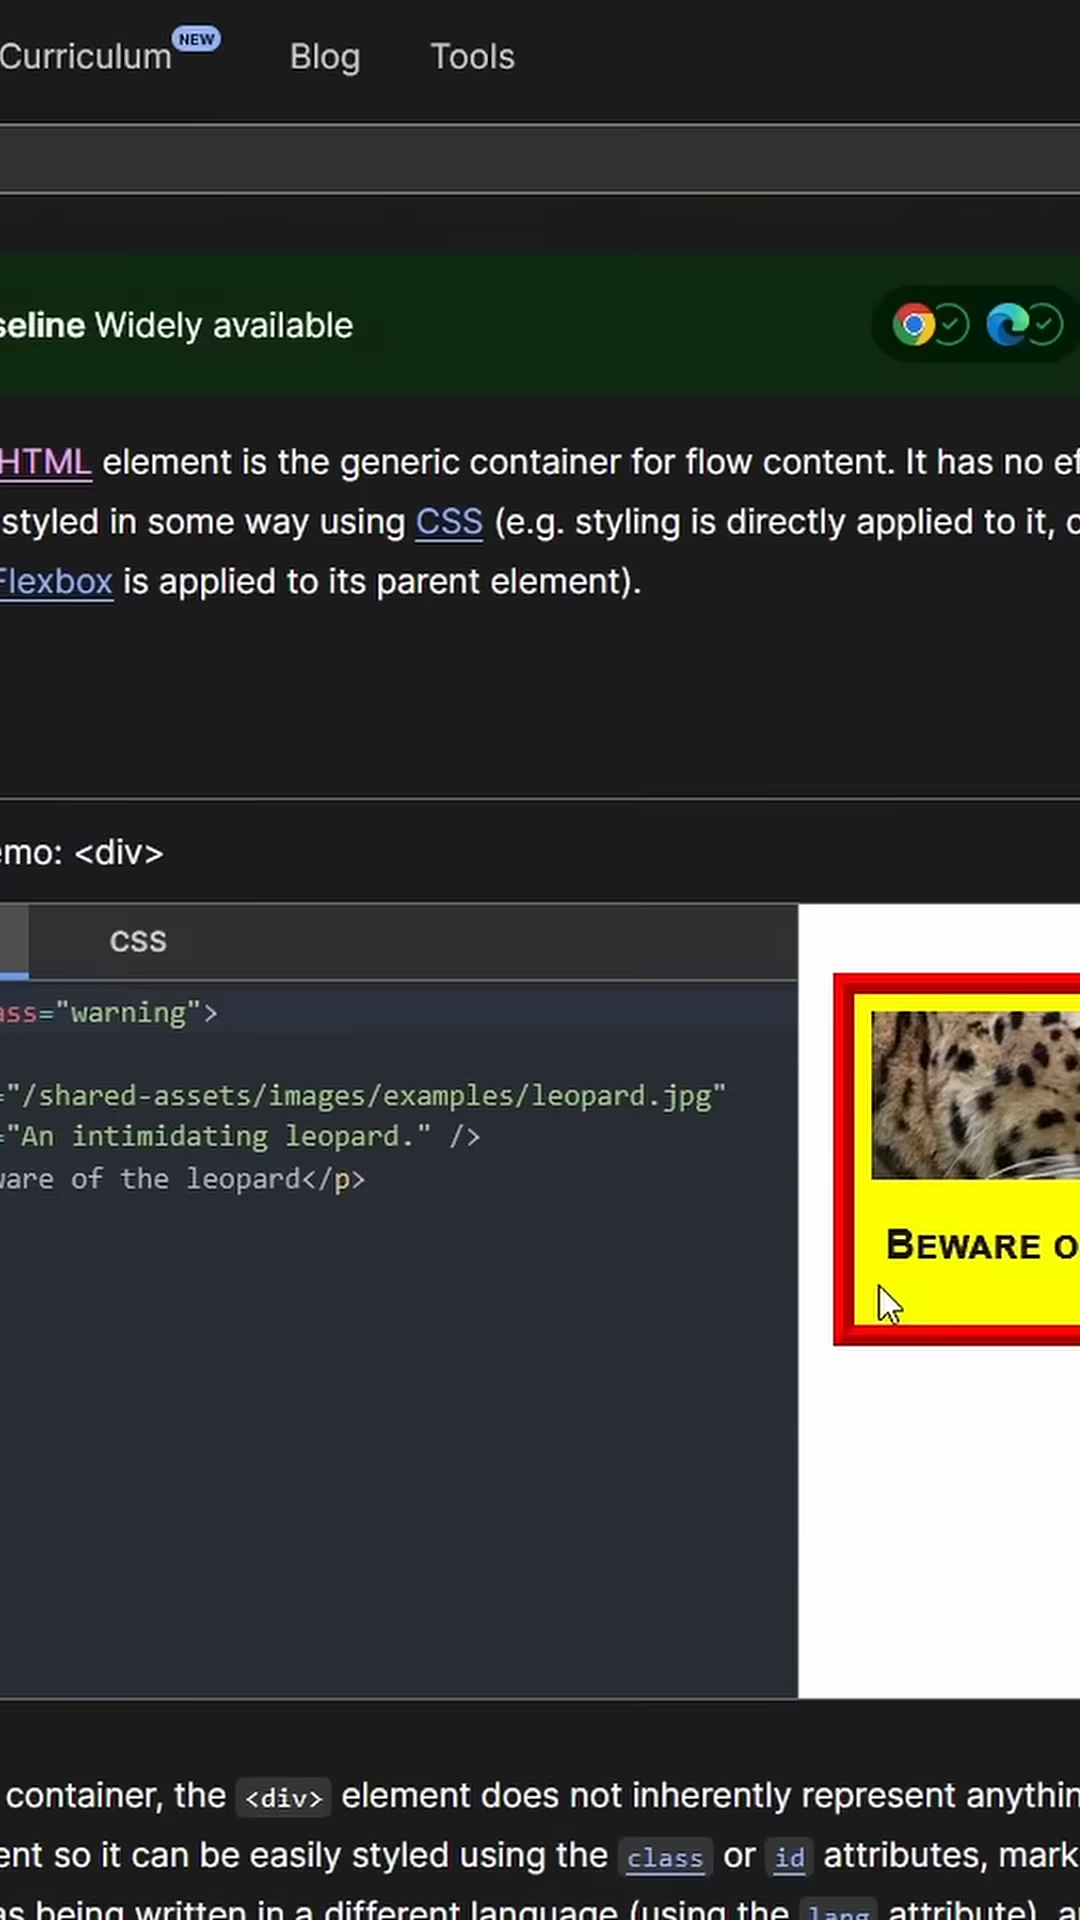 Curriculum NEW Blog Tools
seline Widely available
HTML element is the generic container for flow content. It has no ef
styled in some way using CSS (e.g. styling is directly applied to it, o
Flexbox is applied to its parent element).
emo: <div>
CSS
ass="warning">
="/shared-assets/images/examples/leopard.jpg"
="An intimidating leopard." />
ware of the leopard</p>
BEWARE O
container, the <div> element does not inherently represent anythin
ent so it can be easily styled using the class or id attributes, mark
as being written in a different language (using the lang attribute), a